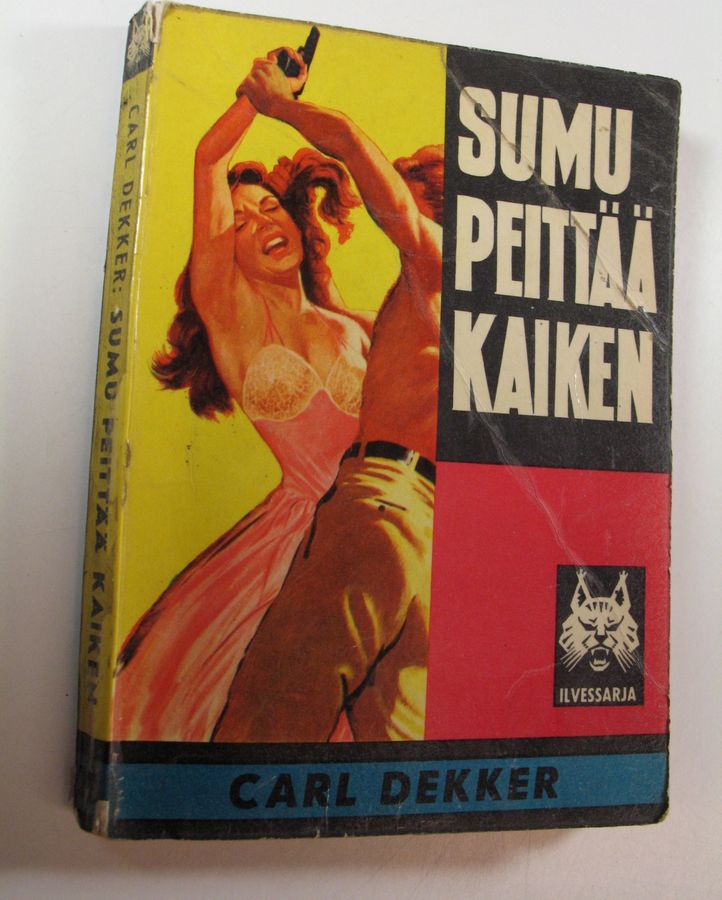 CARL DEKKER: SUMU PEITTÄÄ KAIKEN
SUMU
PEITTÄÄ
KAIKEN
ILVESSARJA
CARL DEKKER